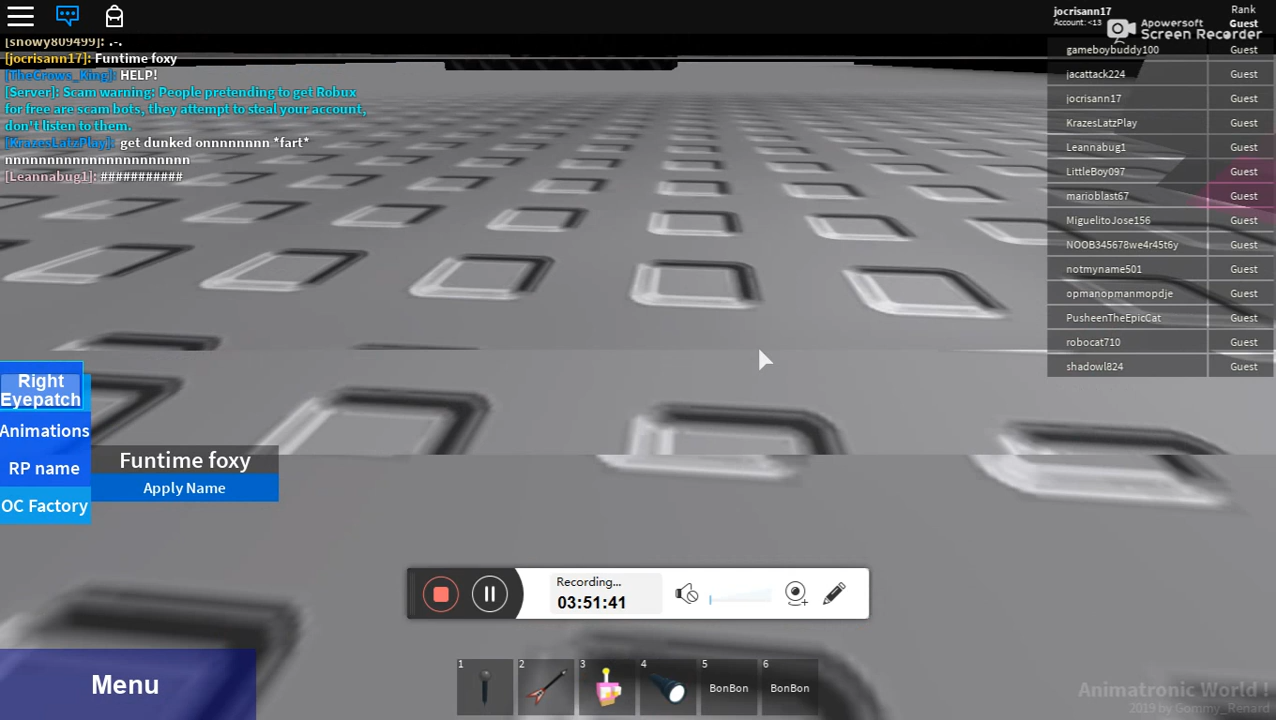 [snowy809499]: .-.
[jocrisann17]: Funtime foxy
[TheCrows_King]: HELP!
[Server]: Scam warning: People pretending to get Robux
for free are scam bots, they attempt to steal your account,
don't listen to them.
[KrazesLatzPlay]: get dunked onnnnnnnn *fart*
nnnnnnnnnnnnnnnnnnnnnn
[Leannabug1]: ###########
jocrisann17
Account: <13
Rank
Guest
Apowersoft
Screen Recorder
gameboybuddy100 Guest
jacattack224 Guest
jocrisann17 Guest
KrazesLatzPlay Guest
Leannabug1 Guest
LittleBoy097 Guest
marioblast67 Guest
MiguelitoJose156 Guest
NOOB345678we4r45t6y Guest
notmyname501 Guest
opmanopmanmopdje Guest
PusheenTheEpicCat Guest
robocat710 Guest
shadowl824 Guest
Right
Eyepatch
Animations
RP name
OC Factory
Funtime foxy
Apply Name
Recording...
03:51:41
Menu
1 2 3 4 5 6
BonBon BonBon
Animatronic World !
2019 by Gommy_Renard